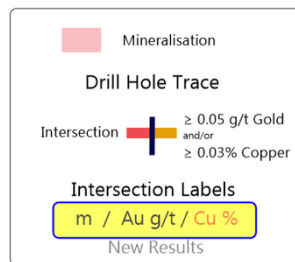 Mineralisation
Drill Hole Trace
Intersection
≥ 0.05 g/t Gold
and/or
≥ 0.03% Copper
Intersection Labels
m / Au g/t / Cu %
New Results